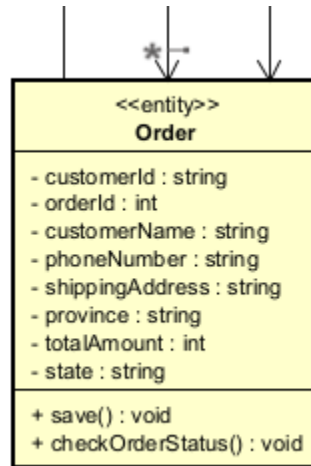 *
<<entity>>
Order
- customerId : string
- orderId : int
- customerName : string
- phoneNumber : string
- shippingAddress : string
- province : string
- totalAmount : int
- state : string
+ save() : void
+ checkOrderStatus() : void